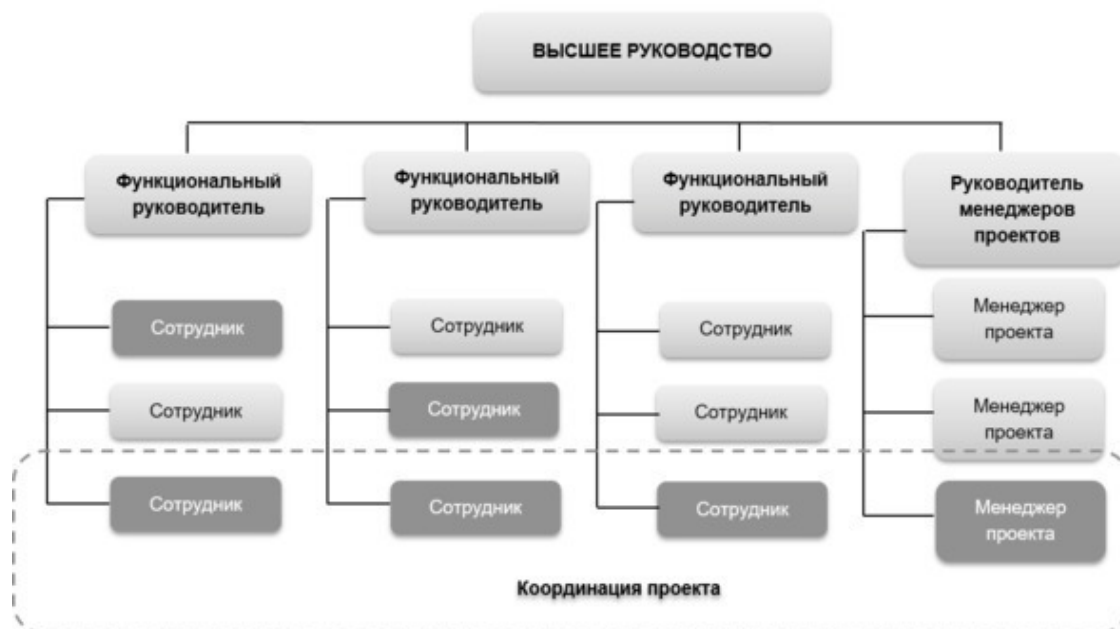 ВЫСШЕЕ РУКОВОДСТВО
Функциональный
руководитель
Функциональный
руководитель
Функциональный
руководитель
Руководитель
менеджеров
проектов
Сотрудник
Сотрудник
Сотрудник
Менеджер
проекта
Сотрудник
Сотрудник
Сотрудник
Менеджер
проекта
Сотрудник
Сотрудник
Сотрудник
Менеджер
проекта
Координация проекта